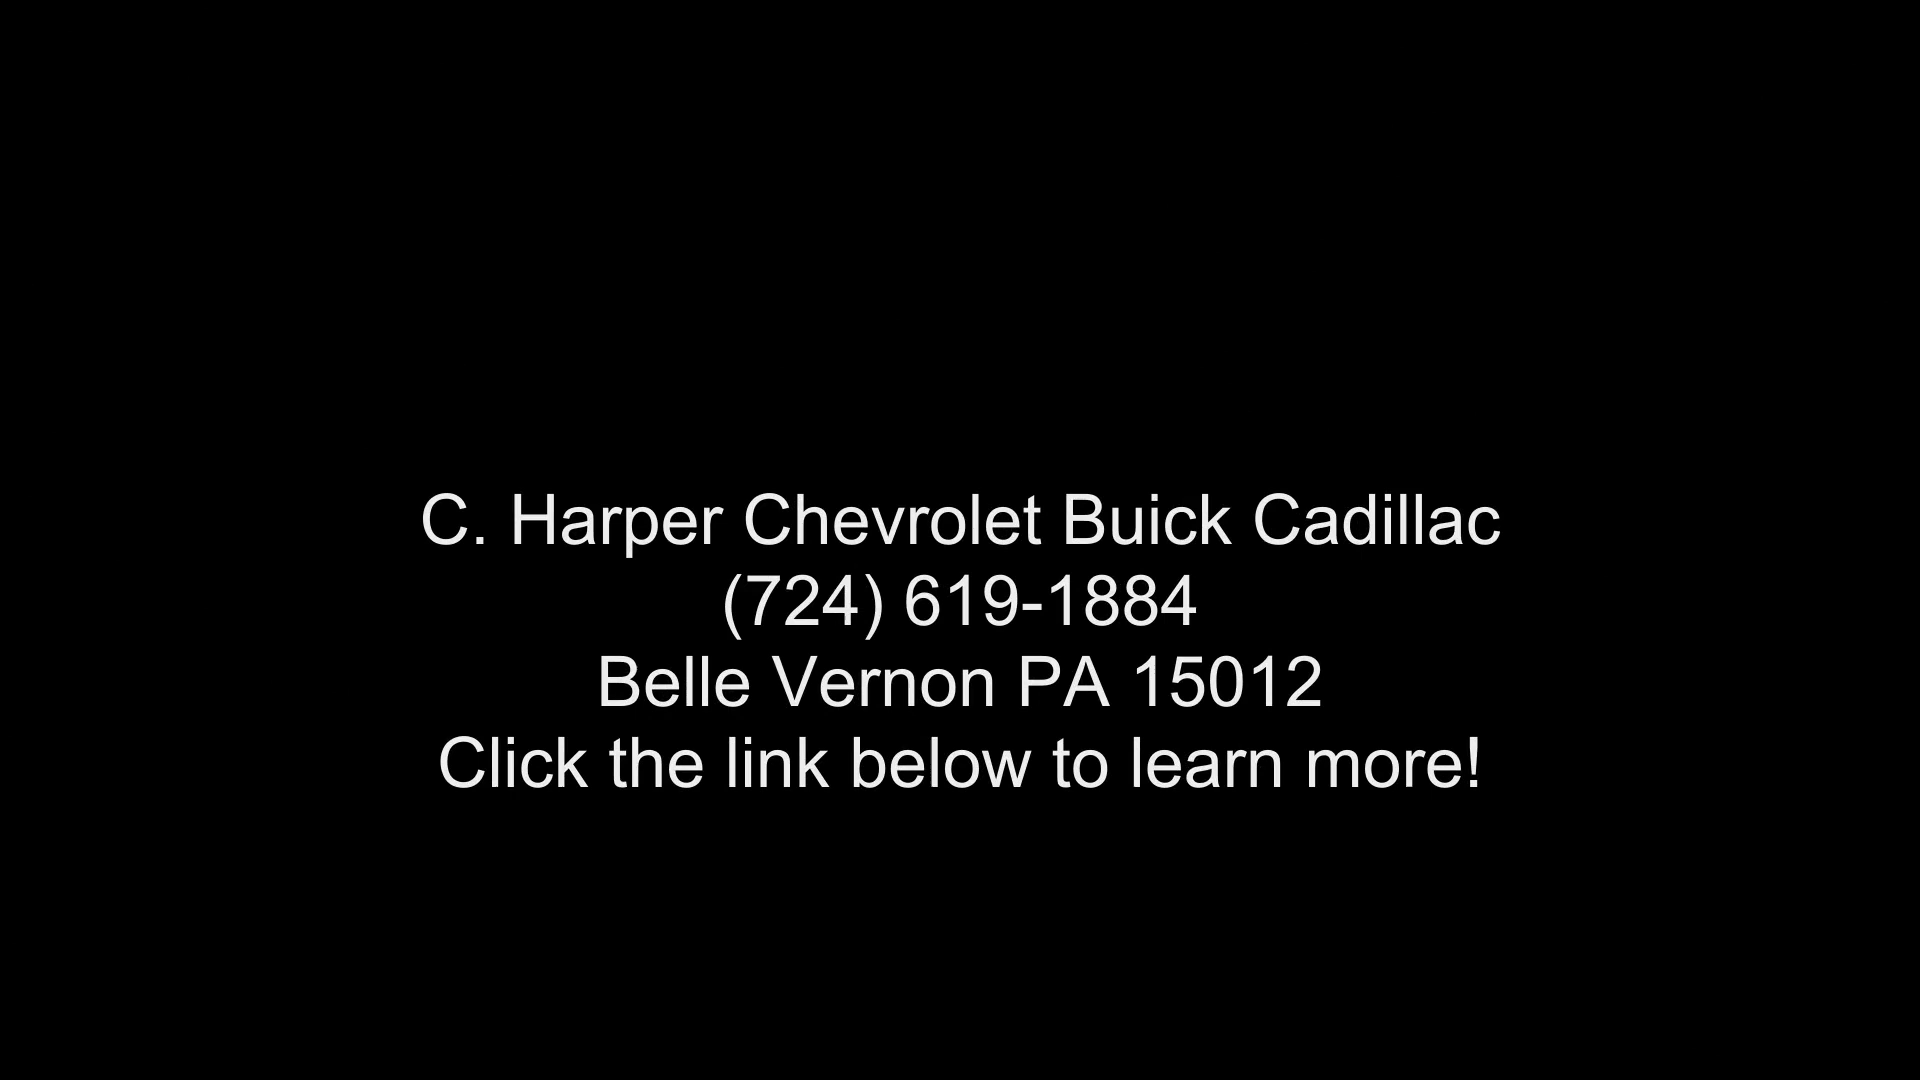 C. Harper Chevrolet Buick Cadillac
(724) 619-1884
Belle Vernon PA 15012
Click the link below to learn more!